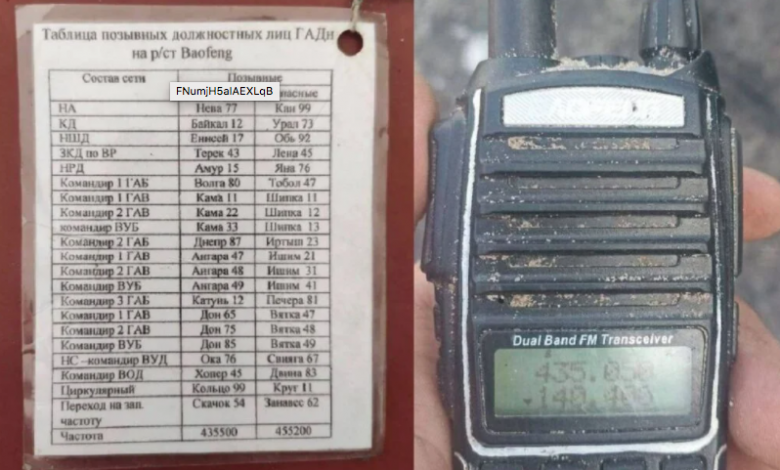 Таблица позывных должностных лиц ГАДн
на р/ст Baofeng
Состав сети Позывные
FNumjH5aIAEXLqB
НА Нева 77 Кан 99
КД Байкал 12 Урал 73
НШД Енисей 17 Обь 92
ЗКД по ВР Терек 43 Лена 45
НРД Амур 15 Яна 76
Командир 1 ГАБ Волга 80 Тобол 47
Командир 1 ГАВ Кама 11 Шипка 11
Командир 2 ГАВ Кама 22 Шипка 12
командир ВУБ Кама 33 Шипка 13
Командир 2 ГАБ Днепр 87 Иртыш 23
Командир 1 ГАВ Ангара 47 Ишим 21
Командир 2 ГАВ Ангара 48 Ишим 31
Командир ВУБ Ангара 49 Ишим 41
Командир 3 ГАБ Катунь 12 Печера 81
Командир 1 ГАВ Дон 65 Вятка 47
Командир 2 ГАВ Дон 75 Вятка 48
Командир ВУБ Дон 85 Вятка 49
НС –командир ВУД Ока 76 Свияга 67
Командир ВОД Хопер 45 Двина 83
Циркулярный Кольцо 99 Круг 11
Переход на зап. Скачок 54 Занавес 62
частоту
Частота 435500 455200
Dual Band FM Transceiver
435.050
140.400